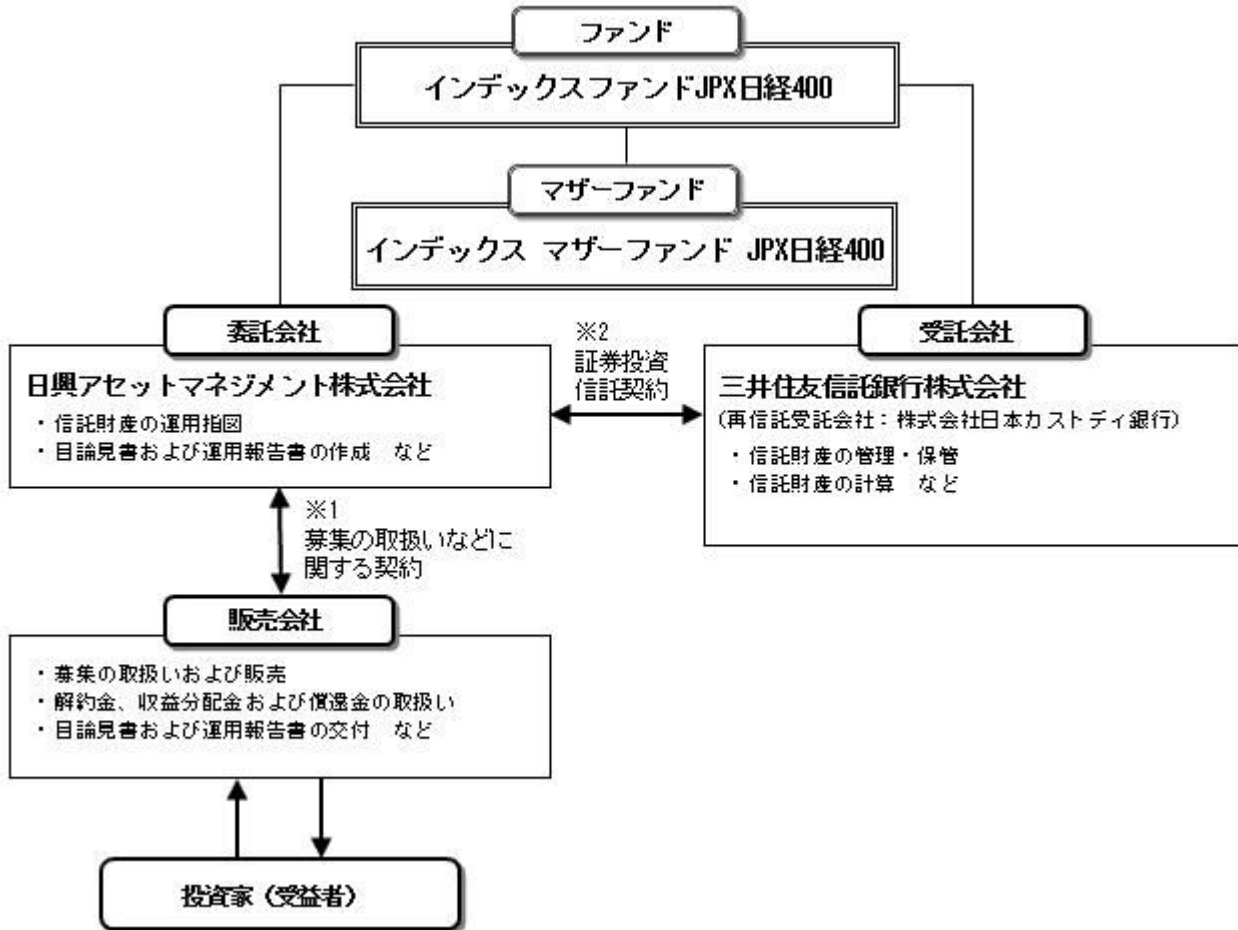 ファンド
インデックスファンドJPX日経400
マザーファンド
インデックス マザーファンド JPX日経400
委託会社
日興アセットマネジメント株式会社
・信託財産の運用指図
・目論見書および運用報告書の作成 など
※2
証券投資
信託契約
受託会社
三井住友信託銀行株式会社
(再信託受託会社：株式会社日本カストディ銀行)
・信託財産の管理・保管
・信託財産の計算 など
※1
募集の取扱いなどに
関する契約
販売会社
・募集の取扱いおよび販売
・解約金、収益分配金および償還金の取扱い
・目論見書および運用報告書の交付 など
投資家（受益者）